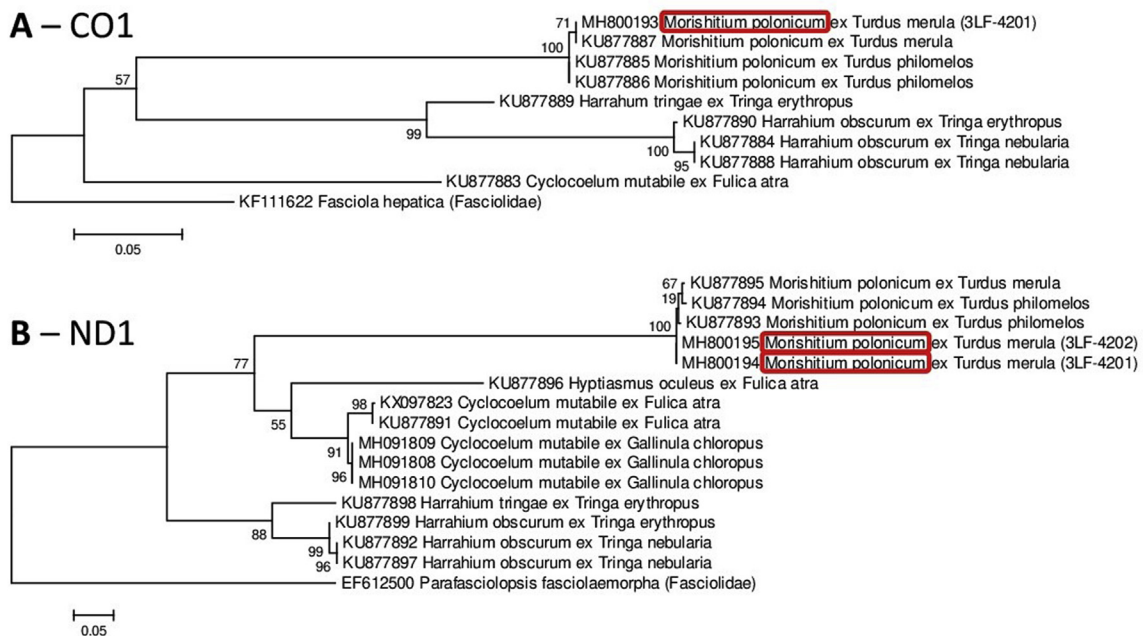 A – CO1
71
MH800193 Morishitium polonicum ex Turdus merula (3LF-4201)
KU877887 Morishitium polonicum ex Turdus merula
100
KU877885 Morishitium polonicum ex Turdus philomelos
57
KU877886 Morishitium polonicum ex Turdus philomelos
KU877889 Harrahum tringae ex Tringa erythropus
99
KU877890 Harrahium obscurum ex Tringa erythropus
KU877884 Harrahium obscurum ex Tringa nebularia
100
95
KU877888 Harrahium obscurum ex Tringa nebularia
KU877883 Cyclocoelum mutabile ex Fulica atra
KF111622 Fasciola hepatica (Fasciolidae)
0.05
B – ND1
67
KU877895 Morishitium polonicum ex Turdus merula
19
KU877894 Morishitium polonicum ex Turdus philomelos
100
KU877893 Morishitium polonicum ex Turdus philomelos
MH800195 Morishitium polonicum ex Turdus merula (3LF-4202)
77
MH800194 Morishitium polonicum ex Turdus merula (3LF-4201)
KU877896 Hyptiasmus oculeus ex Fulica atra
98
KX097823 Cyclocoelum mutabile ex Fulica atra
55
KU877891 Cyclocoelum mutabile ex Fulica atra
91
MH091809 Cyclocoelum mutabile ex Gallinula chloropus
MH091808 Cyclocoelum mutabile ex Gallinula chloropus
96
MH091810 Cyclocoelum mutabile ex Gallinula chloropus
KU877898 Harrahium tringae ex Tringa erythropus
88
KU877899 Harrahium obscurum ex Tringa erythropus
99
KU877892 Harrahium obscurum ex Tringa nebularia
96
KU877897 Harrahium obscurum ex Tringa nebularia
EF612500 Parafasciolopsis fasciolaemorpha (Fasciolidae)
0.05